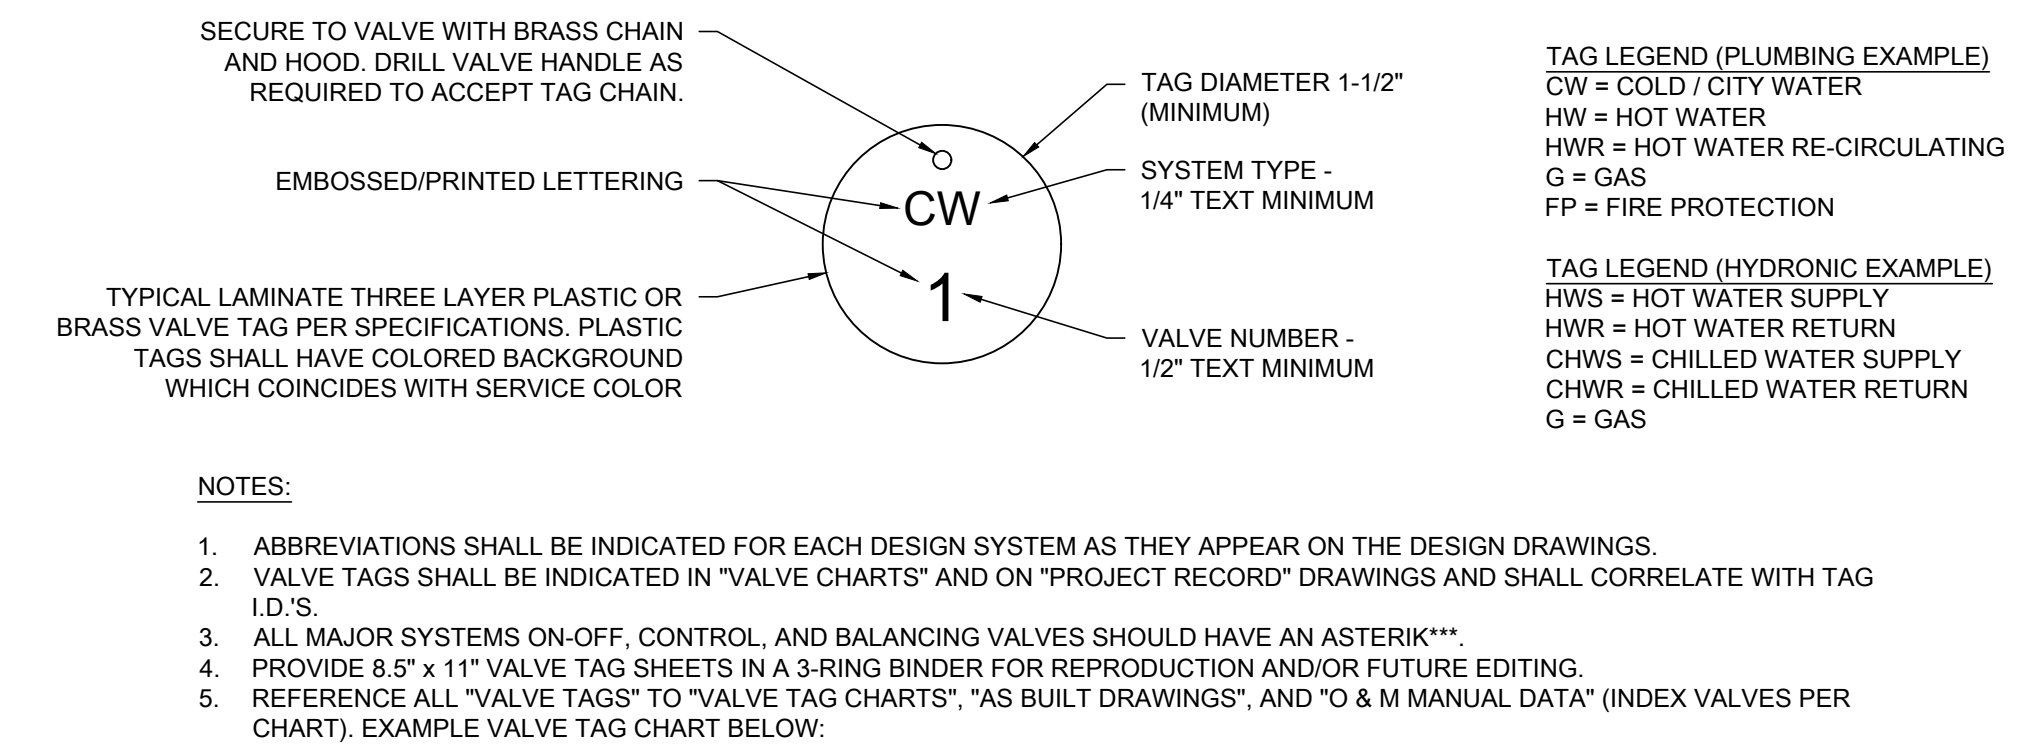 SECURE TO VALVE WITH BRASS CHAIN
AND HOOD. DRILL VALVE HANDLE AS
REQUIRED TO ACCEPT TAG CHAIN.
EMBOSSED/PRINTED LETTERING
TYPICAL LAMINATE THREE LAYER PLASTIC OR
BRASS VALVE TAG PER SPECIFICATIONS. PLASTIC
TAGS SHALL HAVE COLORED BACKGROUND
WHICH COINCIDES WITH SERVICE COLOR
CW
1
TAG DIAMETER 1-1/2"
(MINIMUM)
SYSTEM TYPE -
1/4" TEXT MINIMUM
VALVE NUMBER -
1/2" TEXT MINIMUM
TAG LEGEND (PLUMBING EXAMPLE)
CW = COLD / CITY WATER
HW = HOT WATER
HWR = HOT WATER RE-CIRCULATING
G = GAS
FP = FIRE PROTECTION
TAG LEGEND (HYDRONIC EXAMPLE)
HWS = HOT WATER SUPPLY
HWR = HOT WATER RETURN
CHWS = CHILLED WATER SUPPLY
CHWR = CHILLED WATER RETURN
G = GAS
NOTES:
1. ABBREVIATIONS SHALL BE INDICATED FOR EACH DESIGN SYSTEM AS THEY APPEAR ON THE DESIGN DRAWINGS.
2. VALVE TAGS SHALL BE INDICATED IN "VALVE CHARTS" AND ON "PROJECT RECORD" DRAWINGS AND SHALL CORRELATE WITH TAG
I.D.'S.
3. ALL MAJOR SYSTEMS ON-OFF, CONTROL, AND BALANCING VALVES SHOULD HAVE AN ASTERIK***.
4. PROVIDE 8.5" x 11" VALVE TAG SHEETS IN A 3-RING BINDER FOR REPRODUCTION AND/OR FUTURE EDITING.
5. REFERENCE ALL "VALVE TAGS" TO "VALVE TAG CHARTS", "AS BUILT DRAWINGS", AND "O & M MANUAL DATA" (INDEX VALVES PER
CHART). EXAMPLE VALVE TAG CHART BELOW: